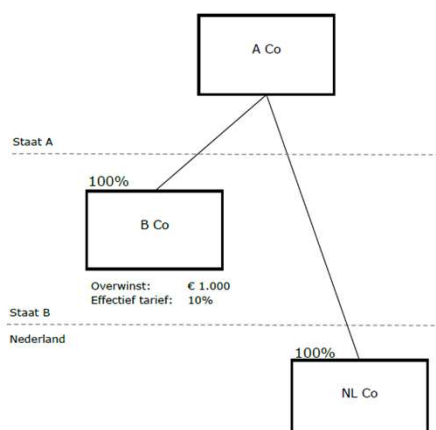 A Co
Staat A
100%
B Co
Overwinst: € 1.000
Effectief tarief: 10%
Staat B
Nederland
100%
NL Co